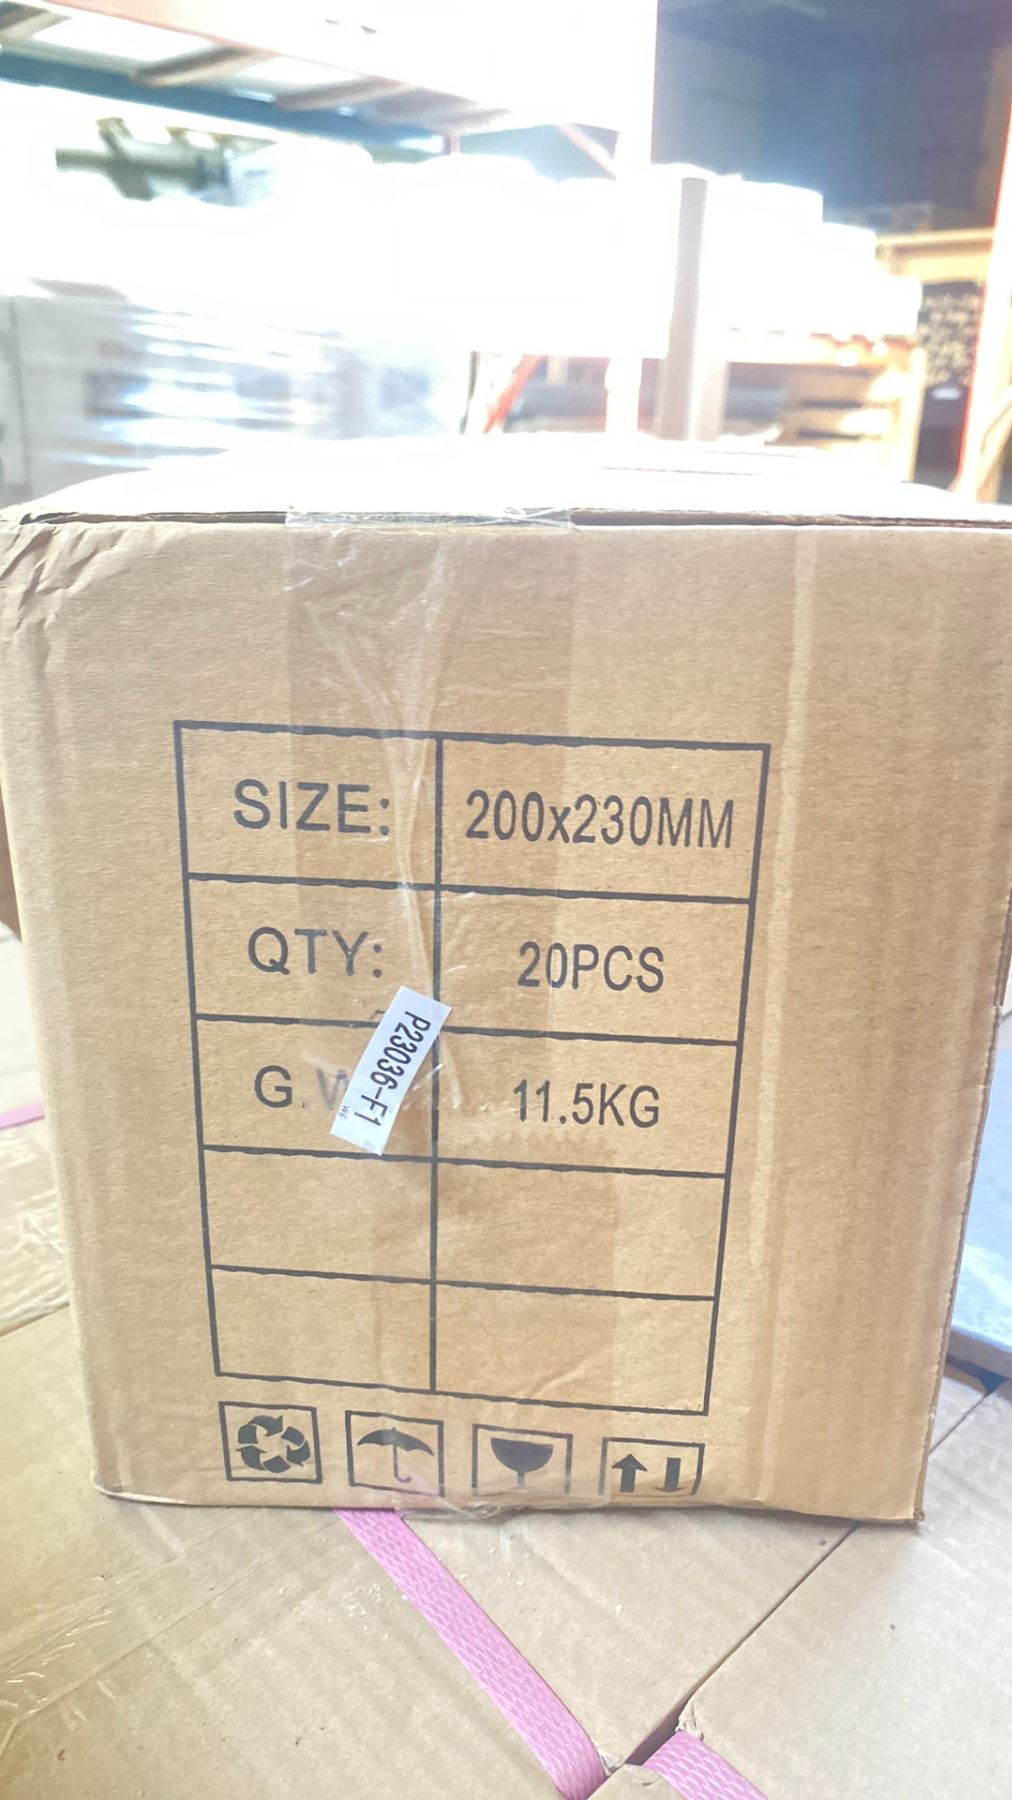 SIZE: 200x230MM
QTY: 20PCS
G.W 11.5KG
P23036-F1